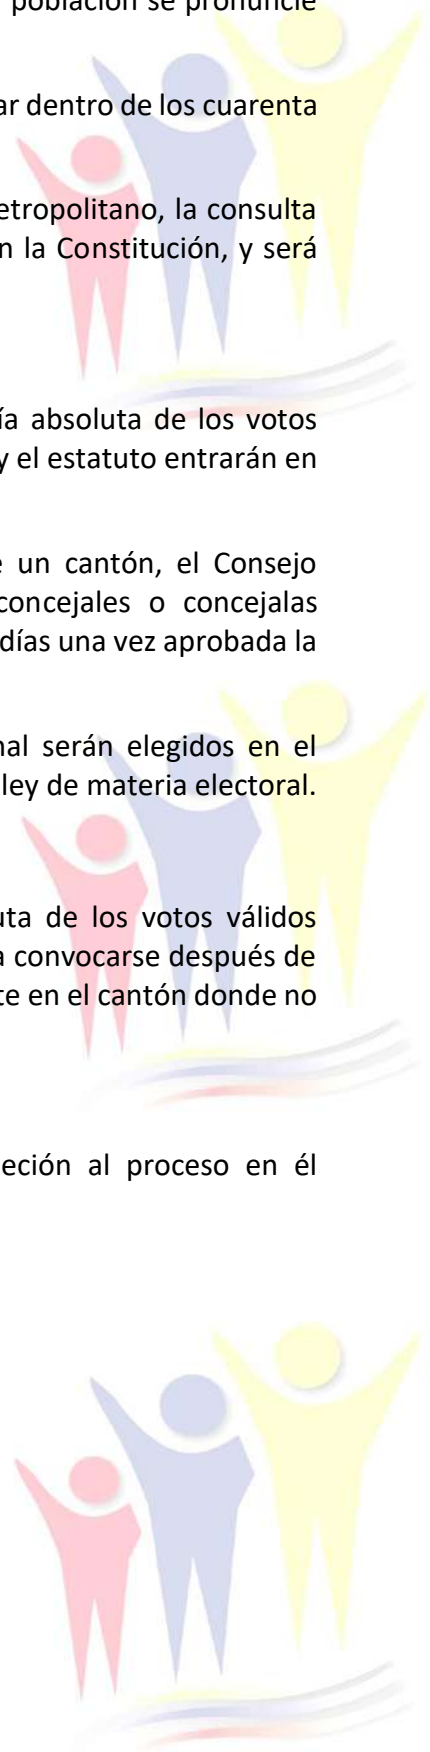 población se pronuncie
ar dentro de los cuarenta
etropolitano, la consulta
n la Constitución, y será
ía absoluta de los votos
y el estatuto entrarán en
un cantón, el Consejo
concejales o concejalas
días una vez aprobada la
nal serán elegidos en el
ley de materia electoral.
uta de los votos válidos
a convocarse después de
te en el cantón donde no
eción al proceso en él